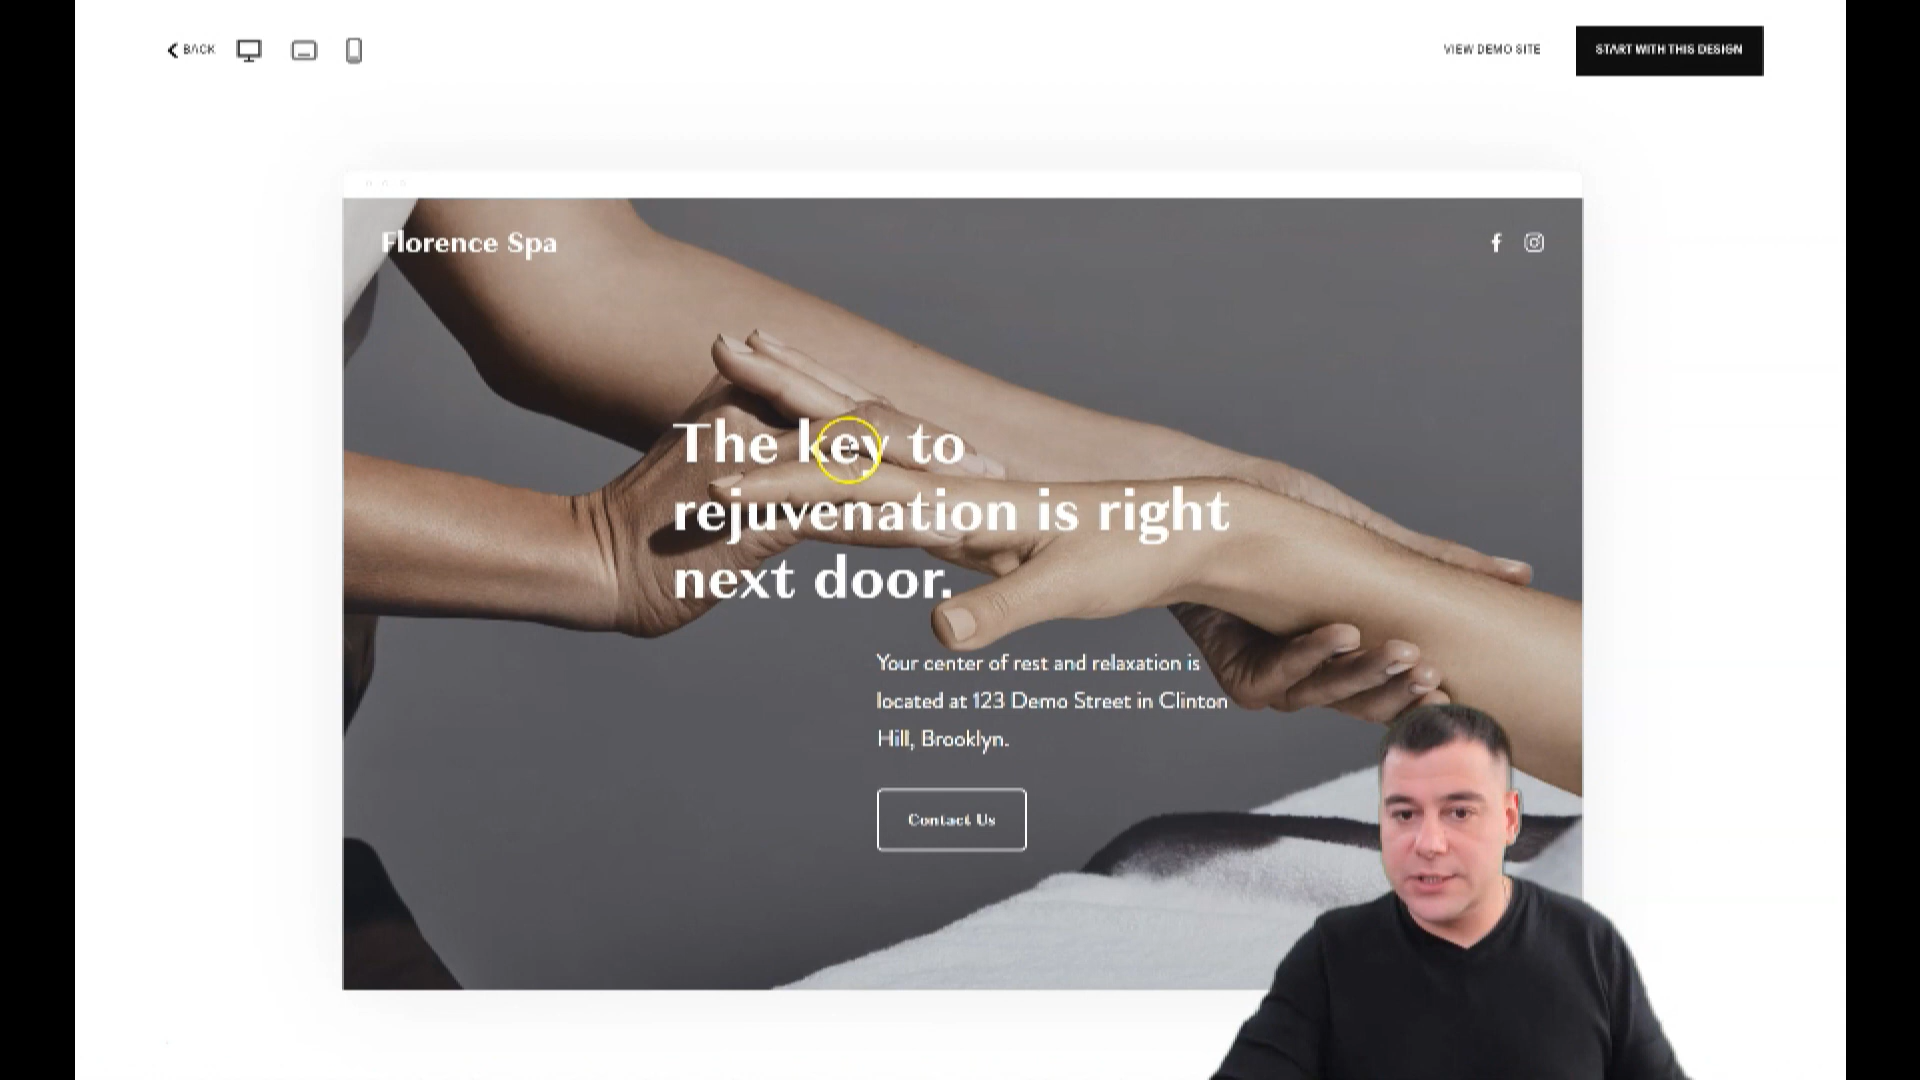 BACK
VIEW DEMO SITE
START WITH THIS DESIGN
Florence Spa
The key to
rejuvenation is right
next door.
Your center of rest and relaxation is
located at 123 Demo Street in Clinton
Hill, Brooklyn.
Contact Us